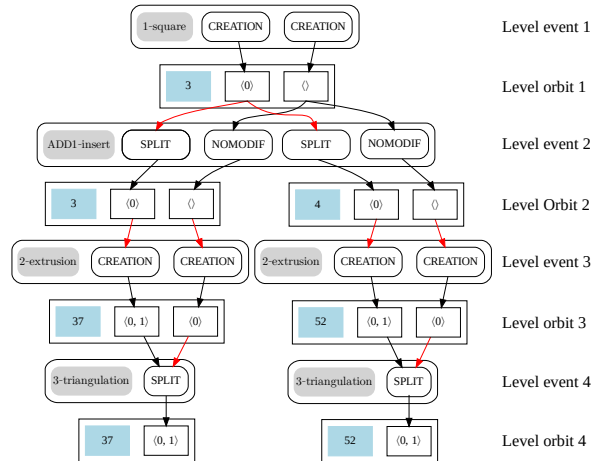 1-square CREATION CREATION Level event 1
3 ⟨0⟩ ⟨⟩ Level orbit 1
ADD1-insert SPLIT NOMODIF SPLIT NOMODIF Level event 2
3 ⟨0⟩ ⟨⟩ 4 ⟨0⟩ ⟨⟩ Level Orbit 2
2-extrusion CREATION CREATION 2-extrusion CREATION CREATION Level event 3
37 ⟨0, 1⟩ ⟨0⟩ 52 ⟨0, 1⟩ ⟨0⟩ Level orbit 3
3-triangulation SPLIT 3-triangulation SPLIT Level event 4
37 ⟨0, 1⟩ 52 ⟨0, 1⟩ Level orbit 4